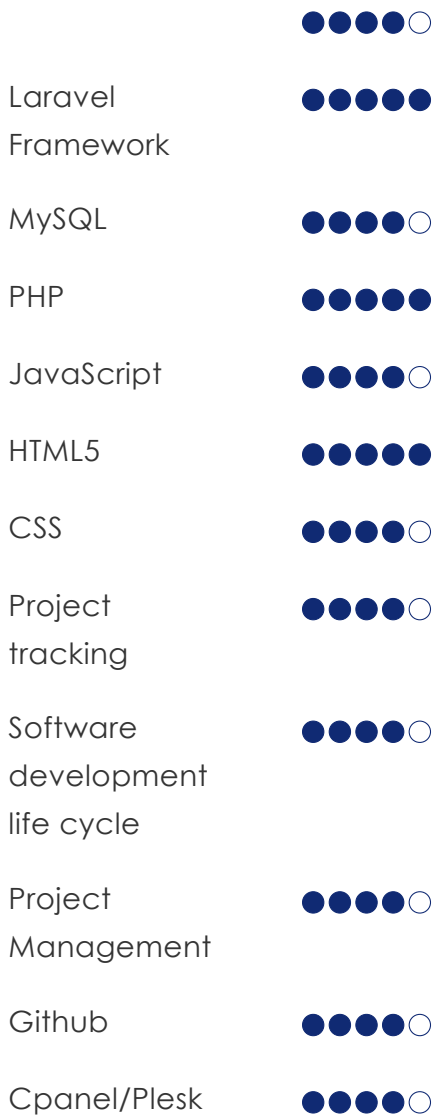 Laravel
Framework
MySQL
PHP
JavaScript
HTML5
CSS
Project
tracking
Software
development
life cycle
Project
Management
Github
Cpanel/Plesk